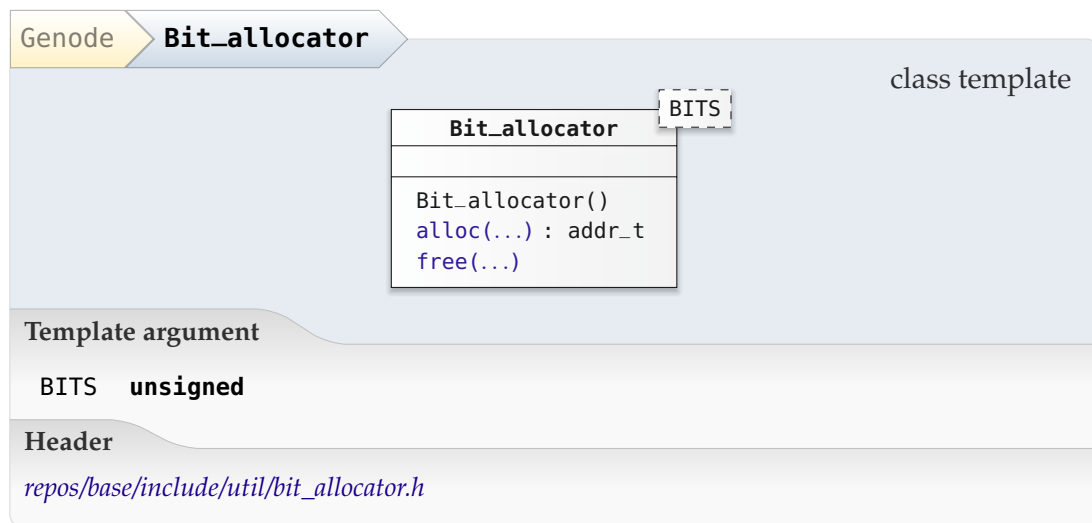 Genode Bit_allocator
class template
BITS
Bit_allocator
Bit_allocator()
alloc(...) : addr_t
free(...)
Template argument
BITS unsigned
Header
repos/base/include/util/bit_allocator.h